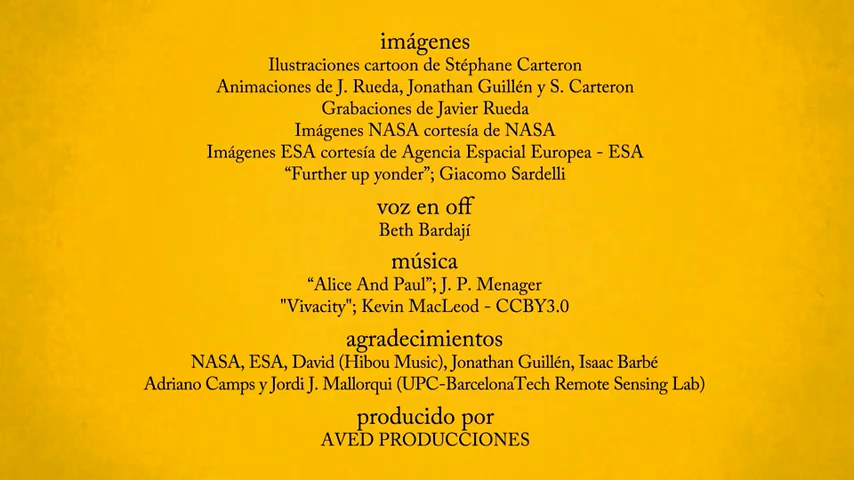 imágenes
Ilustraciones cartoon de Stéphane Carteron
Animaciones de J. Rueda, Jonathan Guillén y S. Carteron
Grabaciones de Javier Rueda
Imágenes NASA cortesía de NASA
Imágenes ESA cortesía de Agencia Espacial Europea - ESA
“Further up yonder”; Giacomo Sardelli
voz en off
Beth Bardají
música
“Alice And Paul”; J. P. Menager
"Vivacity"; Kevin MacLeod - CCBY3.0
agradecimientos
NASA, ESA, David (Hibou Music), Jonathan Guillén, Isaac Barbé
Adriano Camps y Jordi J. Mallorqui (UPC-BarcelonaTech Remote Sensing Lab)
producido por
AVED PRODUCCIONES